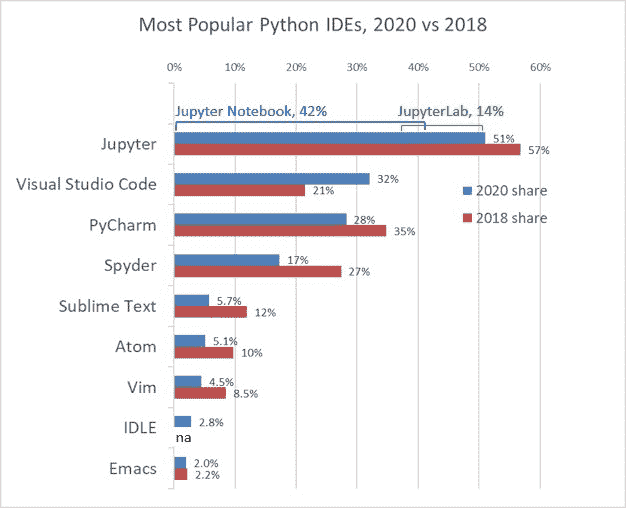 Most Popular Python IDEs, 2020 vs 2018
0% 10% 20% 30% 40% 50% 60%
Jupyter Notebook, 42% JupyterLab, 14%
Jupyter 51%
57%
Visual Studio Code 32%
21%
2020 share
PyCharm 28%
35%
2018 share
Spyder 17%
27%
Sublime Text 5.7%
12%
Atom 5.1%
10%
Vim 4.5%
8.5%
IDLE 2.8%
na
Emacs 2.0%
2.2%